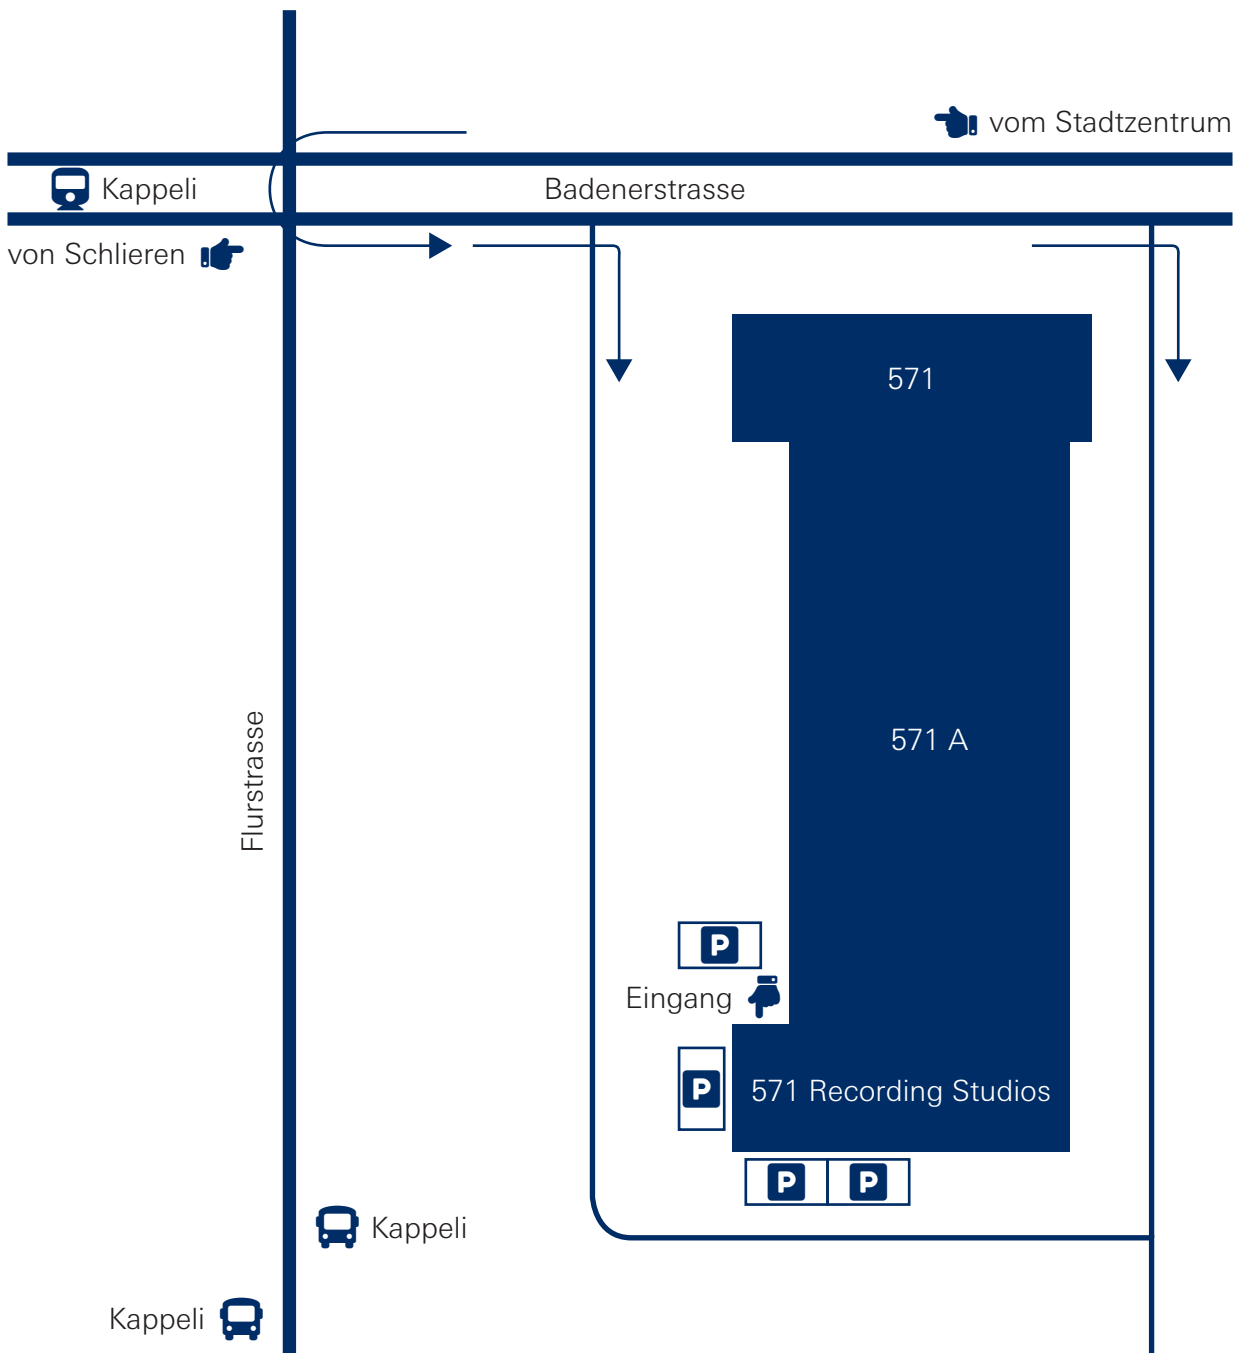 vom Stadtzentrum
Kappeli
Badenerstrasse
von Schlieren
571
Flurstrasse
571 A
P
Eingang
P
571 Recording Studios
P
P
Kappeli
Kappeli